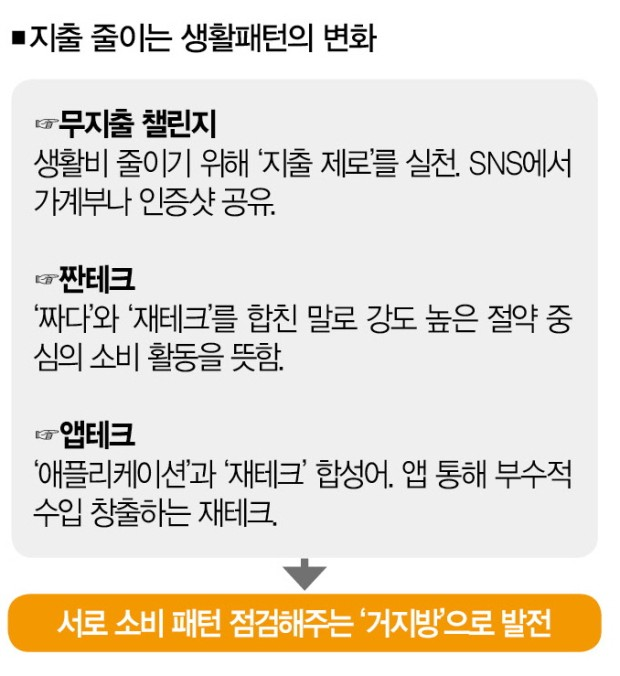 ■지출 줄이는 생활패턴의 변화
☞무지출 챌린지
생활비 줄이기 위해 ‘지출 제로’를 실천. SNS에서
가계부나 인증샷 공유.
☞짠테크
‘짜다’와 ‘재테크’를 합친 말로 강도 높은 절약 중
심의 소비 활동을 뜻함.
☞앱테크
‘애플리케이션’과 ‘재테크’ 합성어. 앱 통해 부수적
수입 창출하는 재테크.
서로 소비 패턴 점검해주는 ‘거지방’으로 발전